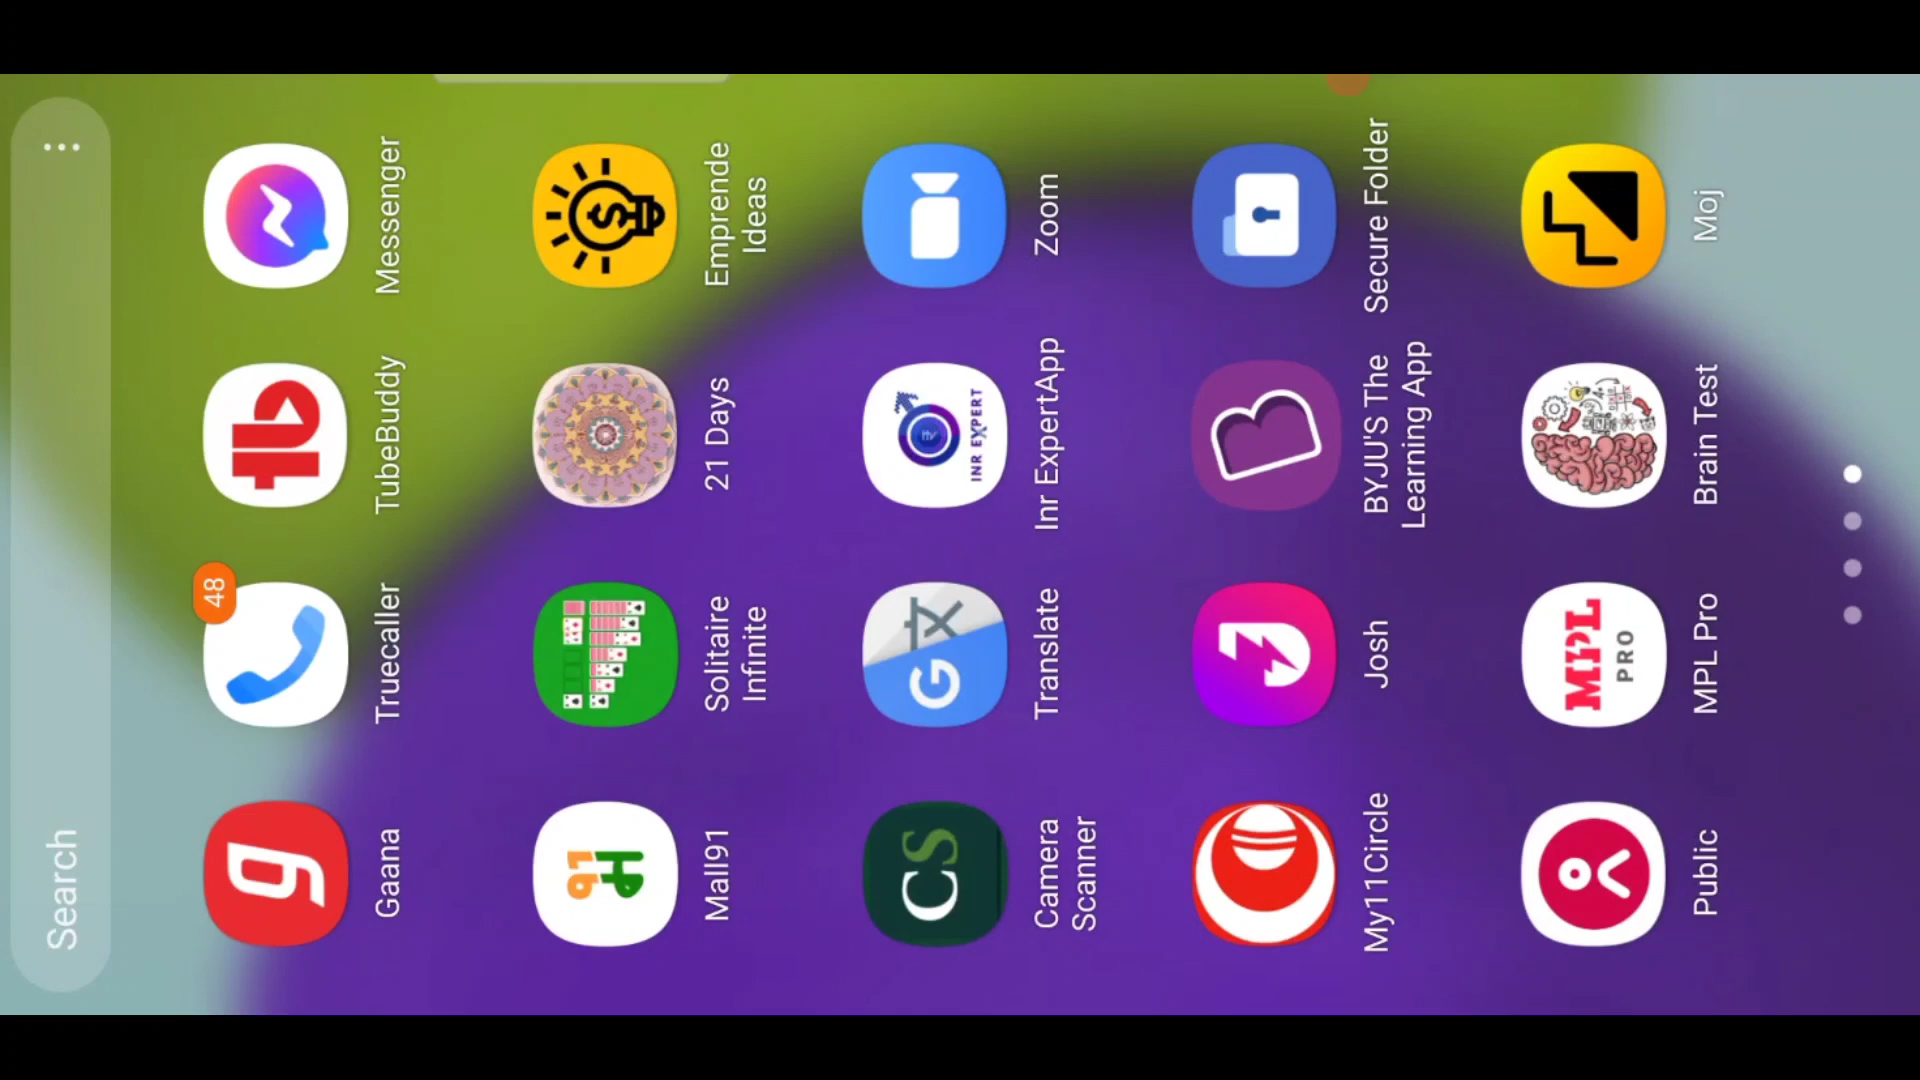 Search
48
Gaana
Truecaller
TubeBuddy
Messenger
Mall91
Solitaire
Infinite
21 Days
Emprende
Ideas
CS
G
INR EXPERT
Camera
Scanner
Translate
Inr ExpertApp
Zoom
My11Circle
Josh
BYJU'S The
Learning App
Secure Folder
MPL
PRO
Public
MPL Pro
Brain Test
Moj